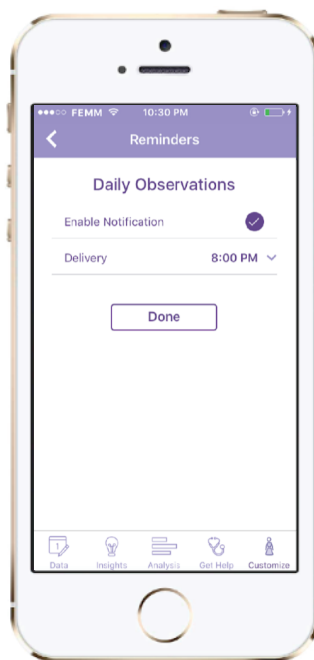 FEMM 10:30 PM
Reminders
Daily Observations
Enable Notification
Delivery 8:00 PM
Done
1
Data Insights Analysis Get Help Customize